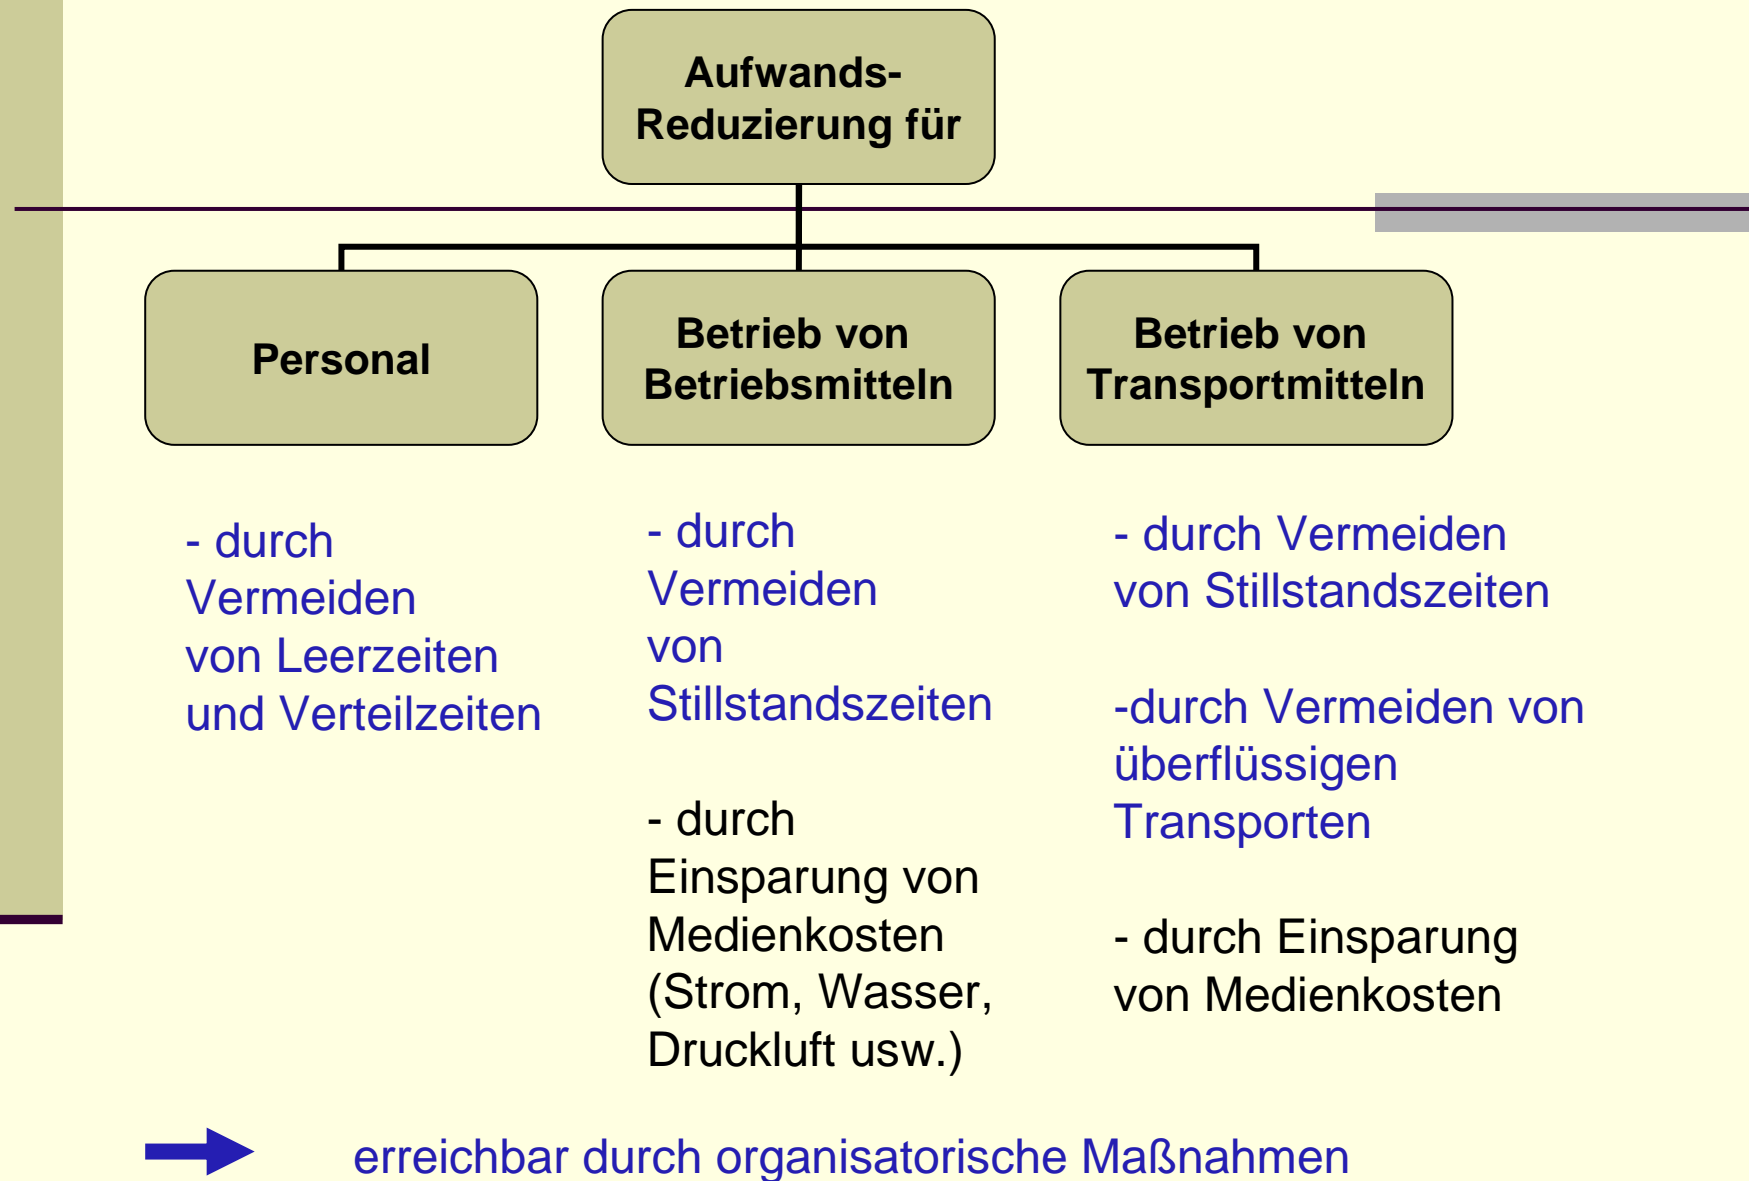 Aufwands-
Reduzierung für
Personal
Betrieb von
Betriebsmitteln
Betrieb von
Transportmitteln
- durch
Vermeiden
von Leerzeiten
und Verteilzeiten
- durch
Vermeiden
von
Stillstandszeiten
- durch
Einsparung von
Medienkosten
(Strom, Wasser,
Druckluft usw.)
- durch Vermeiden
von Stillstandszeiten
-durch Vermeiden von
überflüssigen
Transporten
- durch Einsparung
von Medienkosten
erreichbar durch organisatorische Maßnahmen